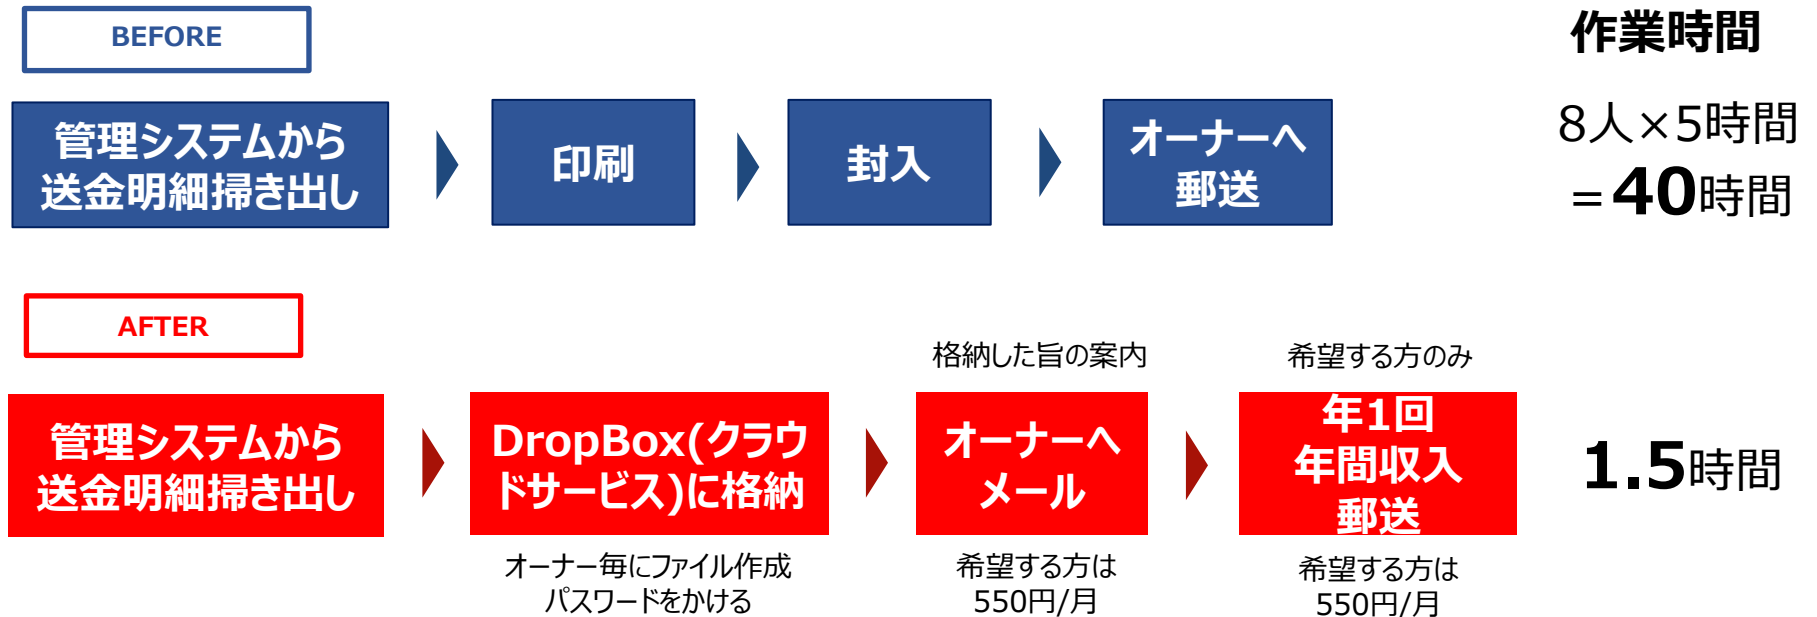 BEFORE
作業時間
管理システムから
送金明細掃き出し
印刷
封入
オーナーへ
郵送
8人×5時間
=40時間
AFTER
格納した旨の案内
希望する方のみ
管理システムから
送金明細掃き出し
DropBox(クラウ
ドサービス)に格納
オーナーへ
メール
年1回
年間収入
郵送
1.5時間
オーナー毎にファイル作成
パスワードをかける
希望する方は
550円/月
希望する方は
550円/月